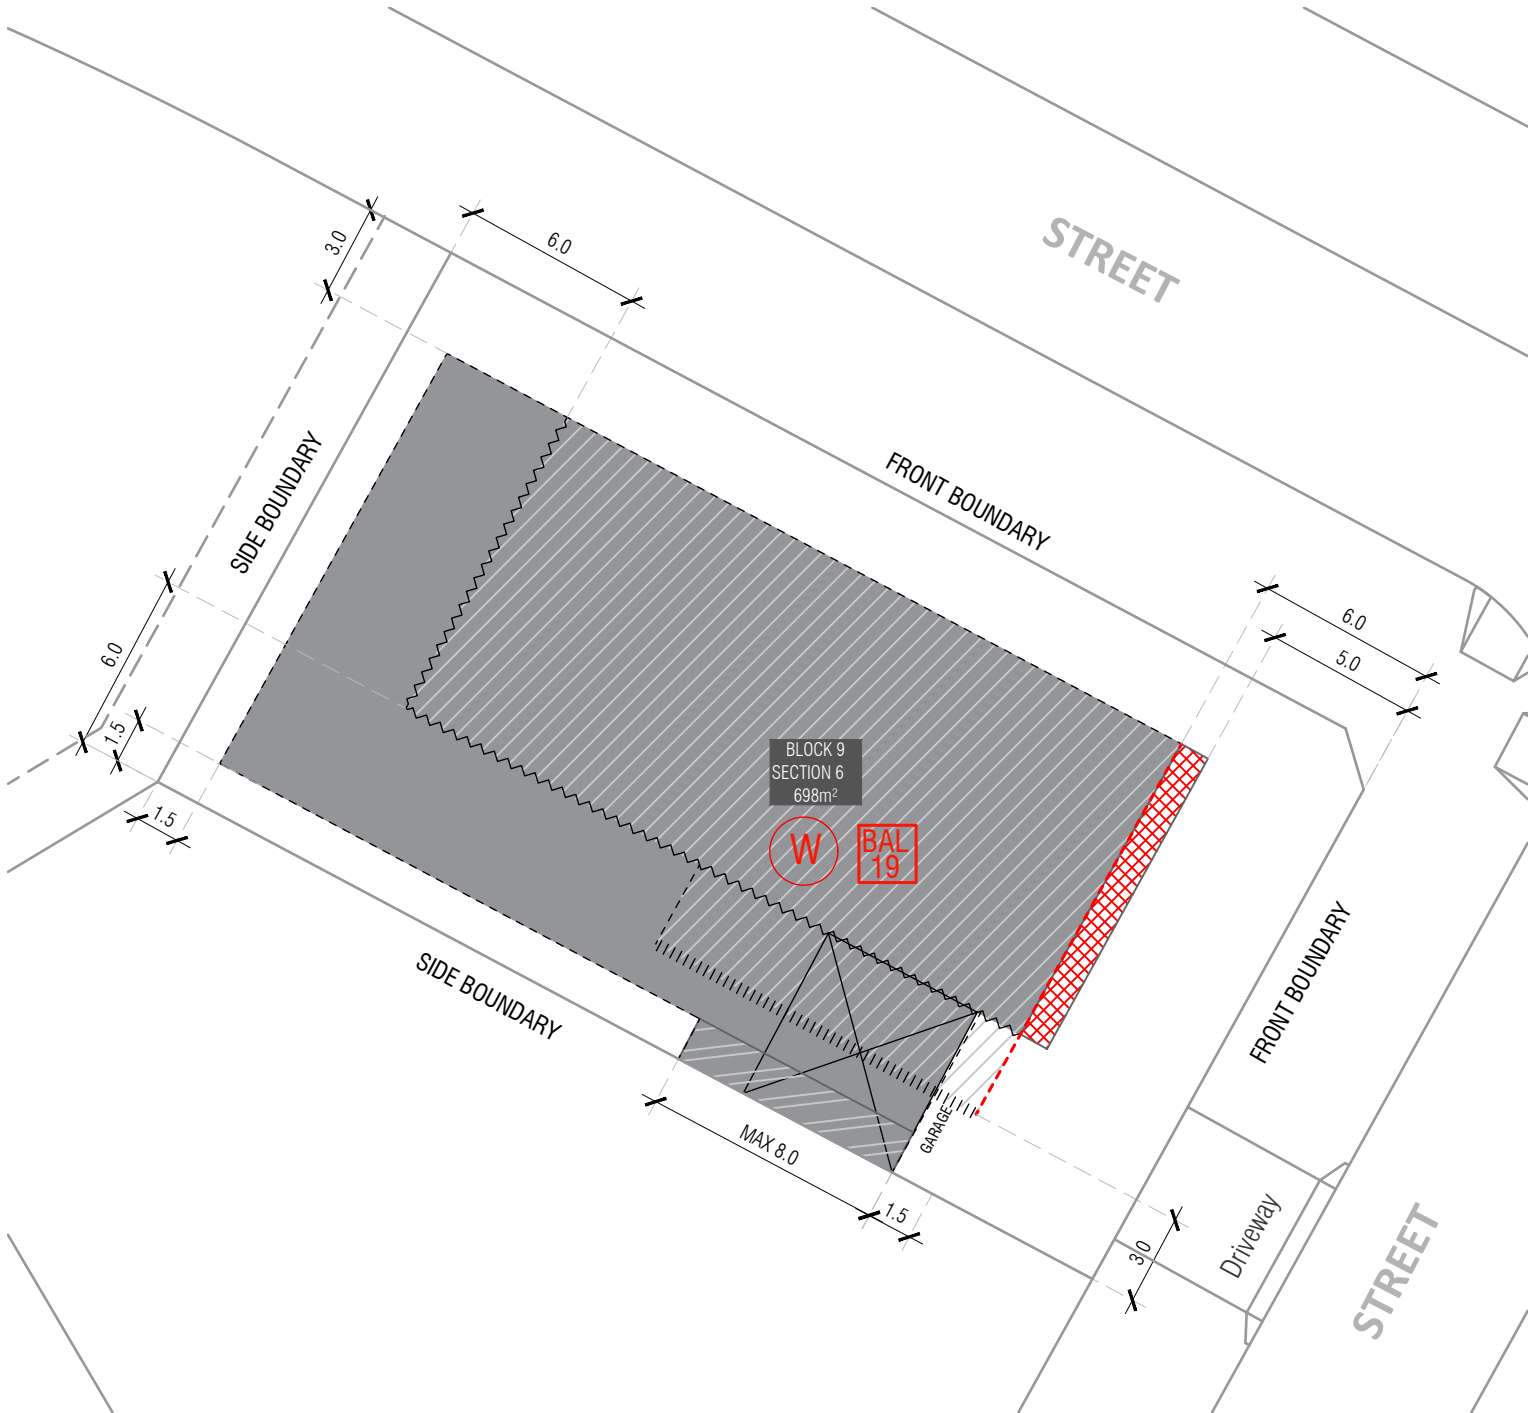 STREET
3.0
6.0
SIDE BOUNDARY
FRONT BOUNDARY
6.0
5.0
6.0
1.5
1.5
BLOCK 9
SECTION 6
698m²
W
BAL
19
SIDE BOUNDARY
FRONT BOUNDARY
GARAGE
MAX 8.0
1.5
3.0
Driveway
STREET